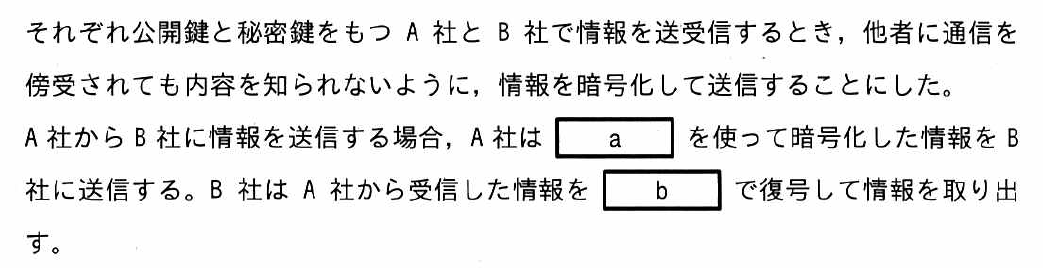 それぞれ公開鍵と秘密鍵をもつ A 社と B 社で情報を送受信するとき，他者に通信を
傍受されても内容を知られないように，情報を暗号化して送信することにした。
A 社から B 社に情報を送信する場合，A 社は a を使って暗号化した情報を B
社に送信する。B 社は A 社から受信した情報を b で復号して情報を取り出
す。